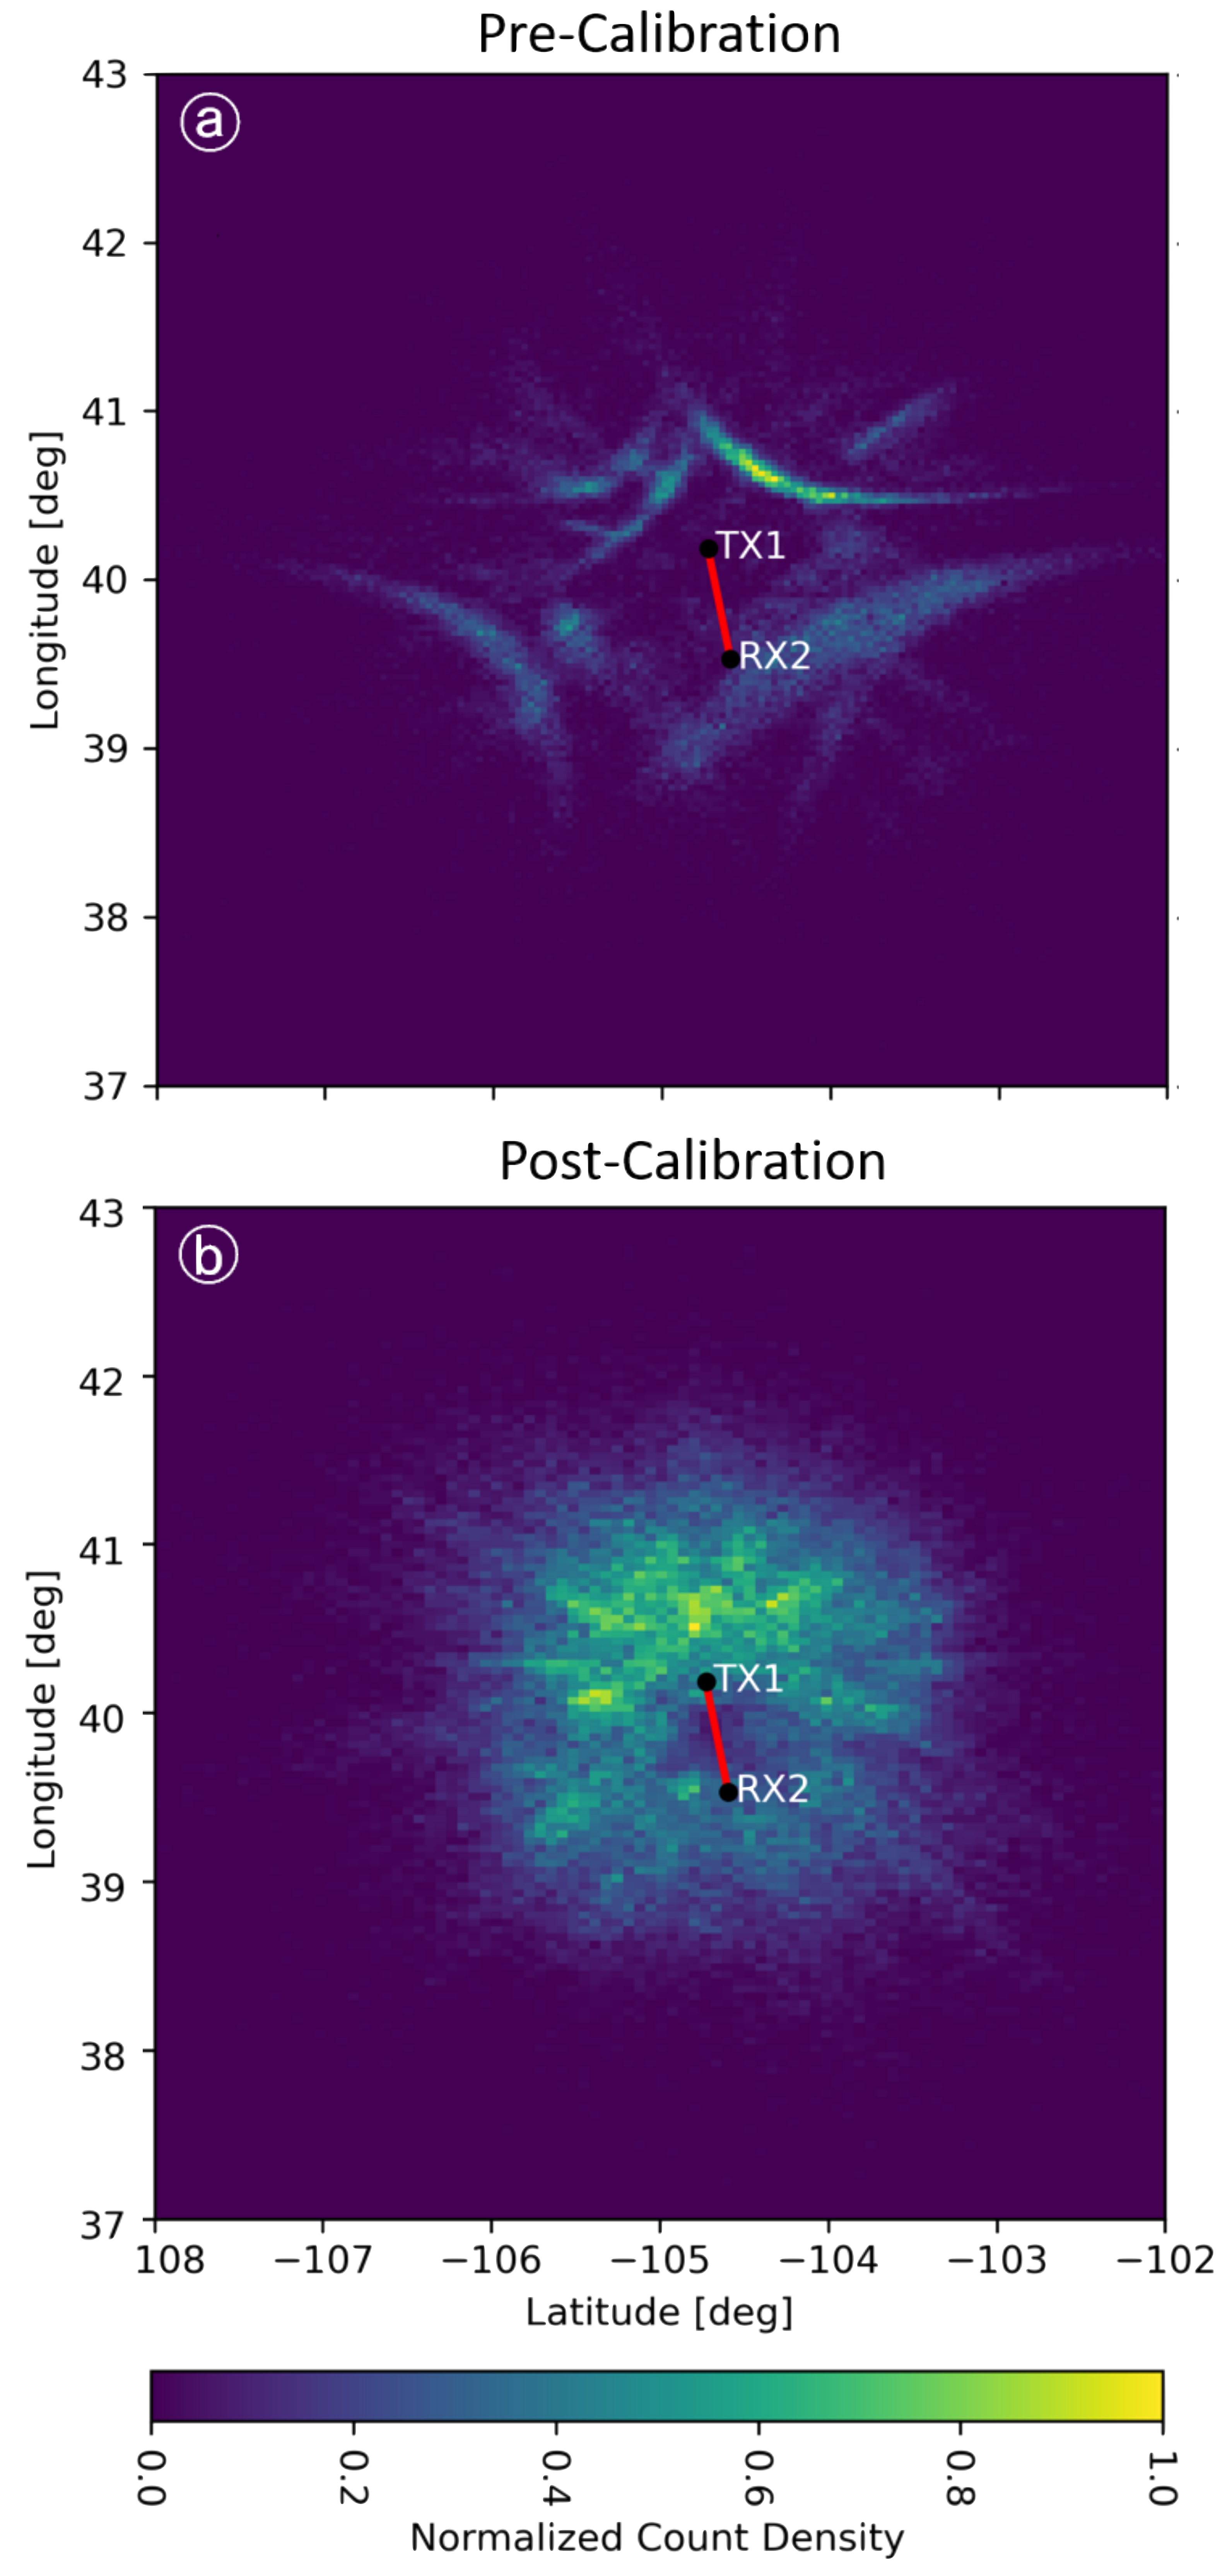 Pre-Calibration
43
ⓐ
42
41
TX1
40
RX2
39
38
37
Longitude [deg]
Post-Calibration
43
ⓑ
42
41
TX1
40
RX2
39
38
37
Longitude [deg]
108 −107 −106 −105 −104 −103 −102
Latitude [deg]
0.0 0.2 0.4 0.6 0.8 1.0
Normalized Count Density